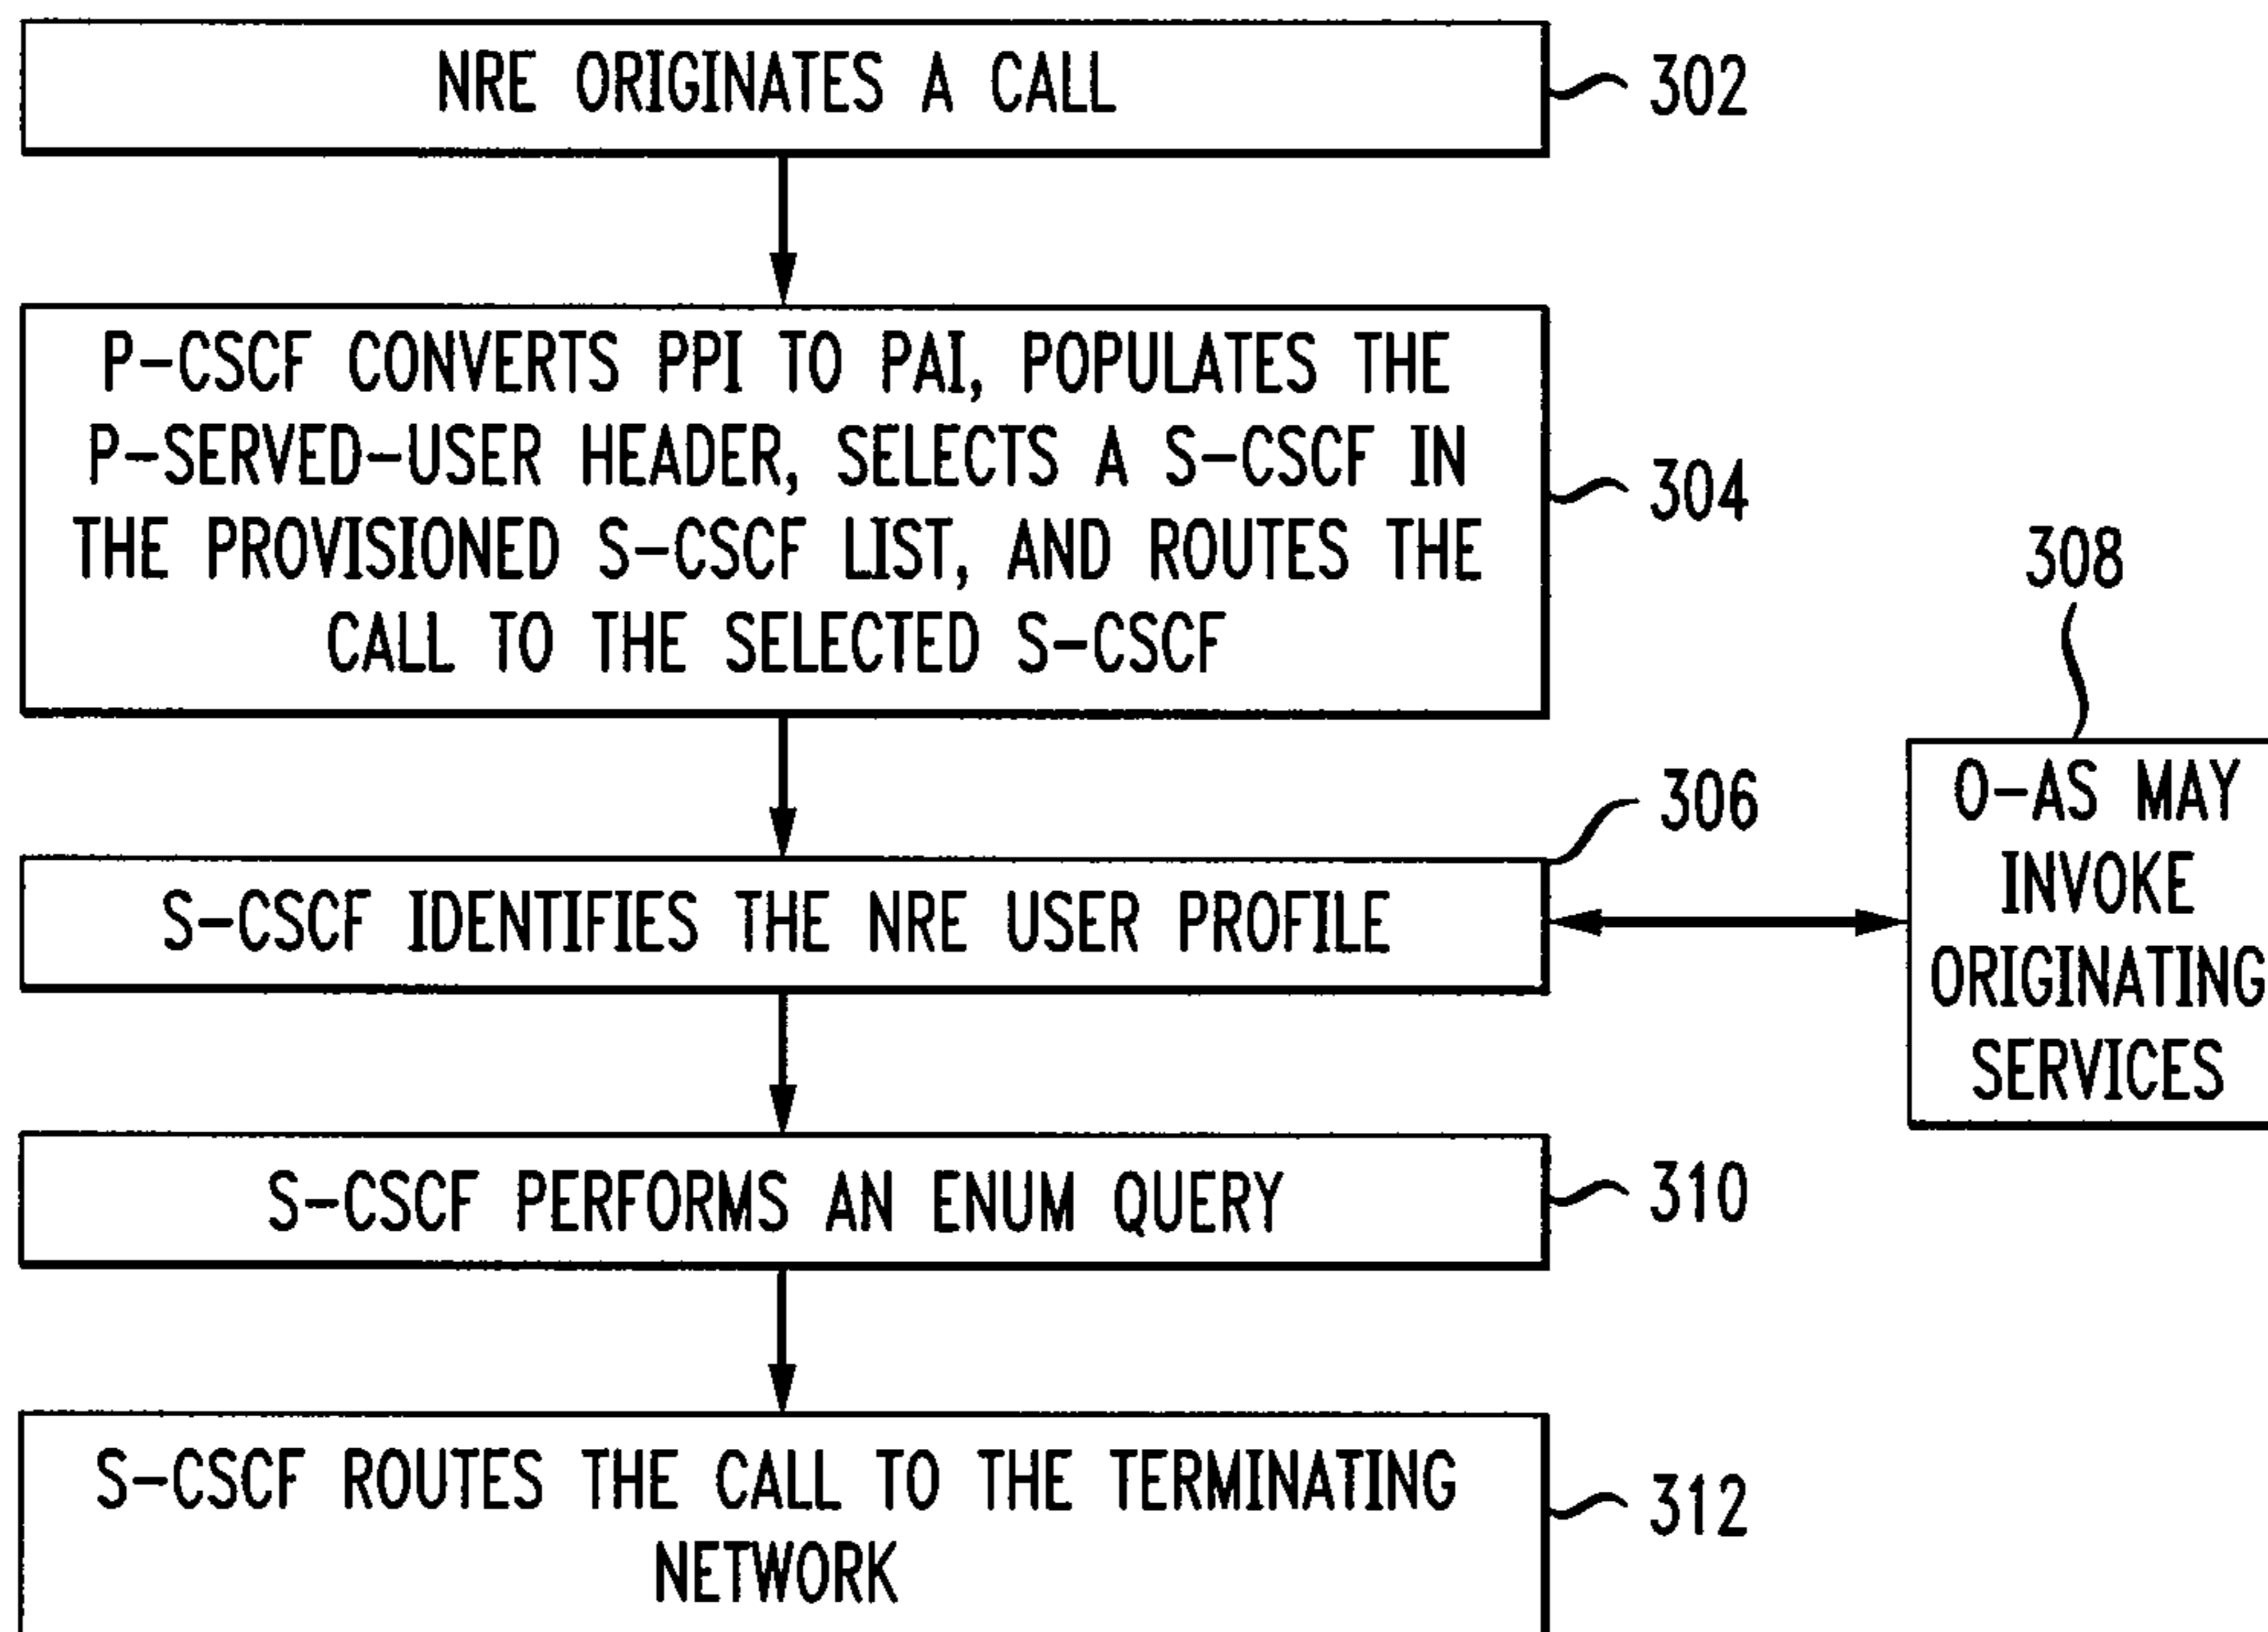 NRE ORIGINATES A CALL
302
P-CSCF CONVERTS PPI TO PAI, POPULATES THE
P-SERVED-USER HEADER, SELECTS A S-CSCF IN
THE PROVISIONED S-CSCF LIST, AND ROUTES THE
CALL TO THE SELECTED S-CSCF
304
S-CSCF IDENTIFIES THE NRE USER PROFILE
306
308
O-AS MAY
INVOKE
ORIGINATING
SERVICES
S-CSCF PERFORMS AN ENUM QUERY
310
S-CSCF ROUTES THE CALL TO THE TERMINATING
NETWORK
312